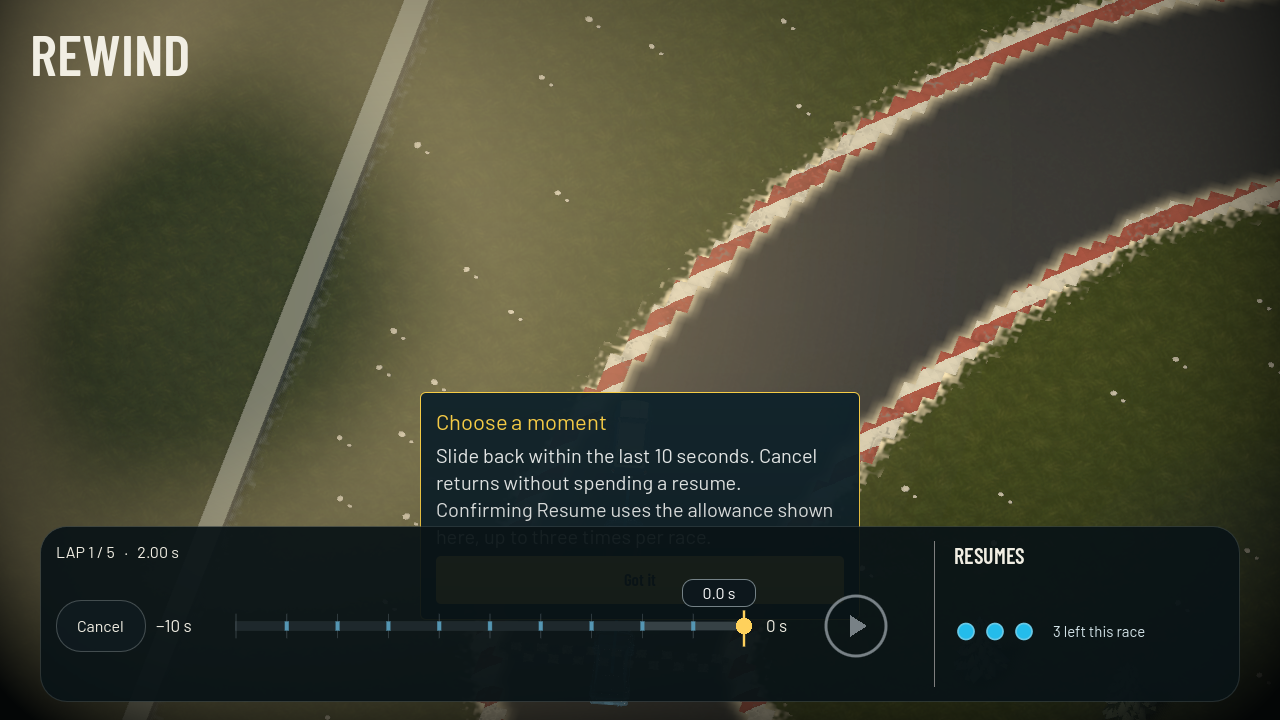 REWIND
Choose a moment
Slide back within the last 10 seconds. Cancel
returns without spending a resume.
Confirming Resume uses the allowance shown
here, up to three times per race.
Got it
LAP 1 / 5 · 2.00 s
RESUMES
0.0 s
Cancel
−10 s
0 s
3 left this race